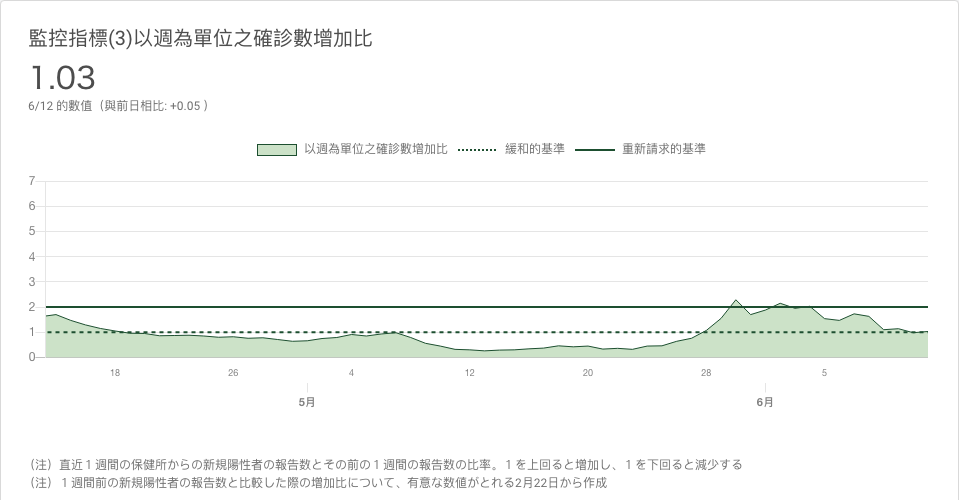 監控指標(3)以週為單位之確診數增加比
1.03
6/12 的數值（與前日相比: +0.05 ）
以週為單位之確診數增加比 緩和的基準 重新請求的基準
7
6
5
4
3
2
1
0
18 26 4 12 20 28 5
5月 6月
（注）直近１週間の保健所からの新規陽性者の報告数とその前の１週間の報告数の比率。１を上回ると増加し、１を下回ると減少する
（注）１週間前の新規陽性者の報告数と比較した際の増加比について、有意な数値がとれる2月22日から作成